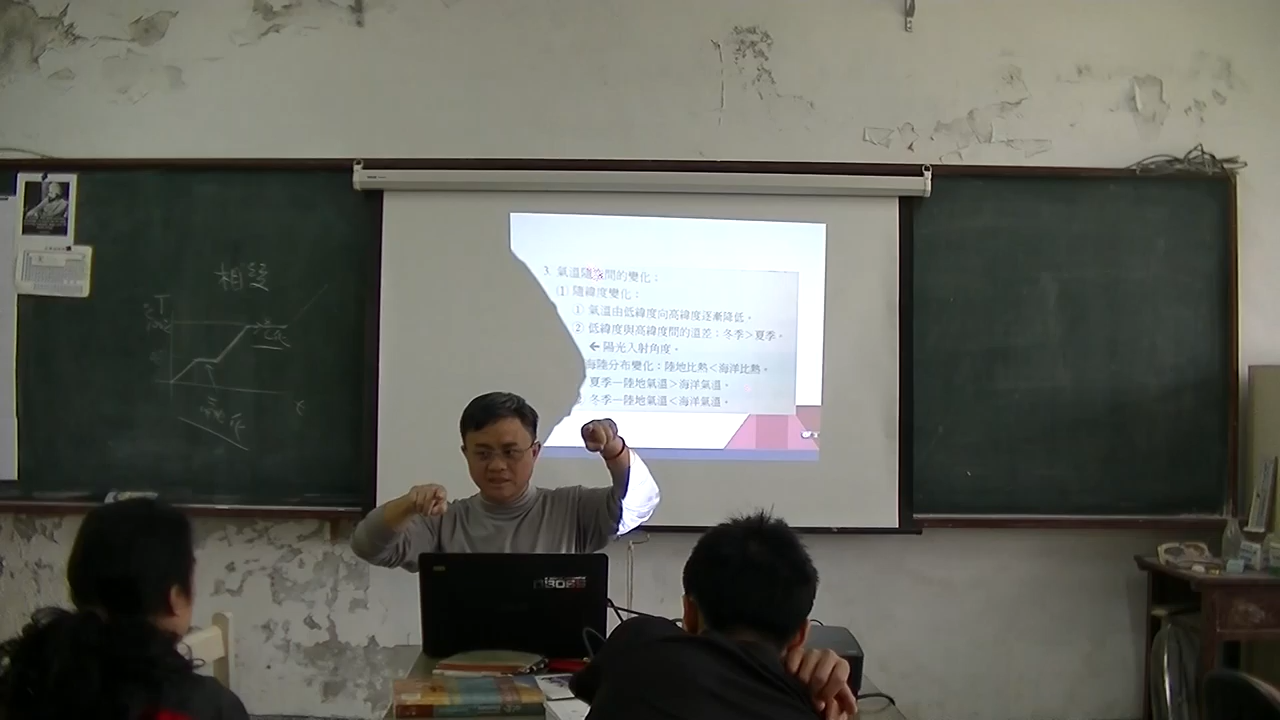 相變
T
t
3. 氣溫隨空間的變化：
(1) 隨緯度變化：
① 氣溫由低緯度向高緯度逐漸降低。
② 低緯度與高緯度間的溫差：冬季＞夏季。
← 陽光入射角度。
海陸分布變化：陸地比熱＜海洋比熱。
夏季—陸地氣溫＞海洋氣溫。
冬季—陸地氣溫＜海洋氣溫。